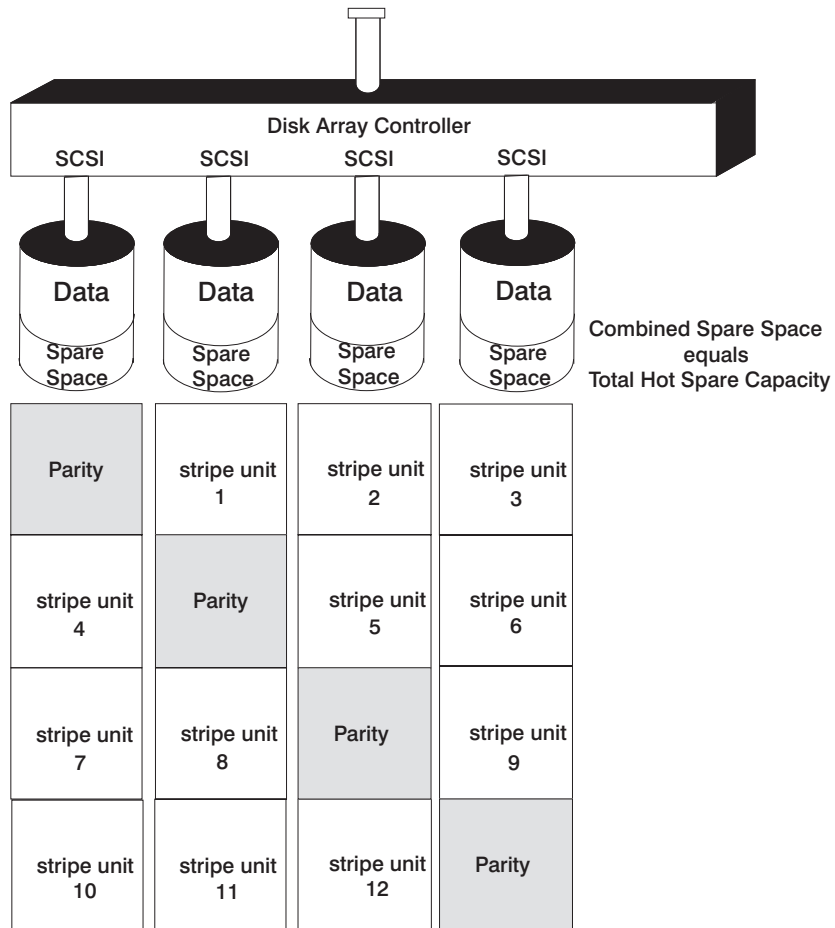 Disk Array Controller
SCSI SCSI SCSI SCSI
Data Data Data Data
Spare Space Spare Space Spare Space Spare Space
Combined Spare Space
equals
Total Hot Spare Capacity
Parity stripe unit 1 stripe unit 2 stripe unit 3
stripe unit 4 Parity stripe unit 5 stripe unit 6
stripe unit 7 stripe unit 8 Parity stripe unit 9
stripe unit 10 stripe unit 11 stripe unit 12 Parity